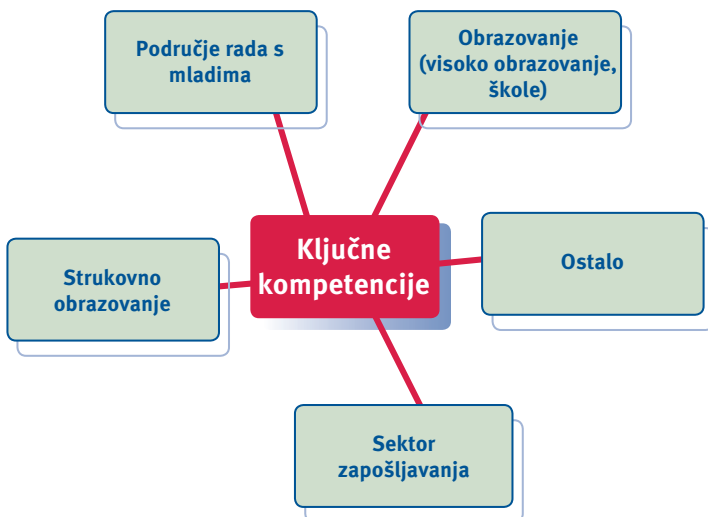 Područje rada s
mladima
Obrazovanje
(visoko obrazovanje,
škole)
Ključne
kompetencije
Ostalo
Strukovno
obrazovanje
Sektor
zapošljavanja